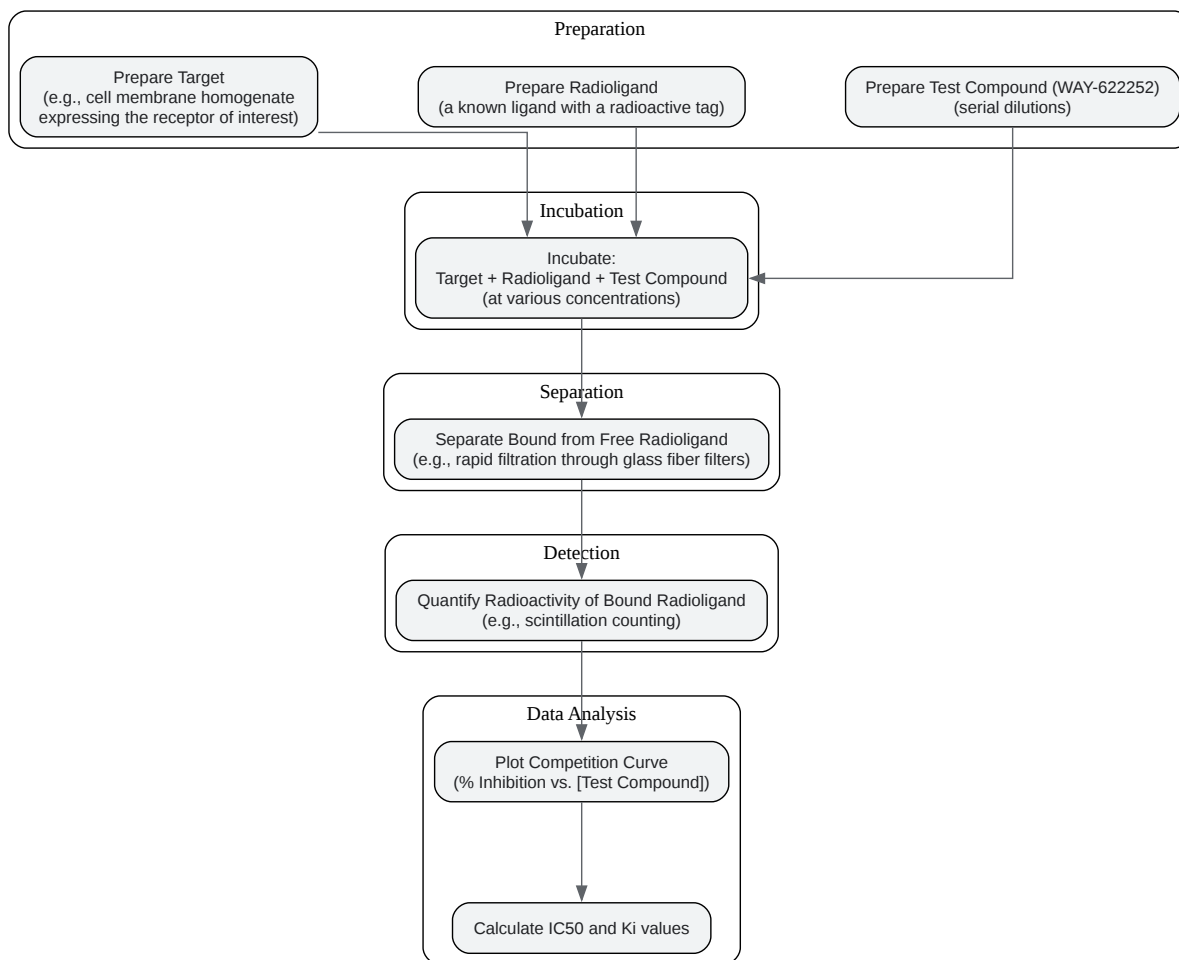 Preparation
Prepare Target
(e.g., cell membrane homogenate
expressing the receptor of interest)
Prepare Radioligand
(a known ligand with a radioactive tag)
Prepare Test Compound (WAY-622252)
(serial dilutions)
Incubation
Incubate:
Target + Radioligand + Test Compound
(at various concentrations)
Separation
Separate Bound from Free Radioligand
(e.g., rapid filtration through glass fiber filters)
Detection
Quantify Radioactivity of Bound Radioligand
(e.g., scintillation counting)
Data Analysis
Plot Competition Curve
(% Inhibition vs. [Test Compound])
Calculate IC50 and Ki values